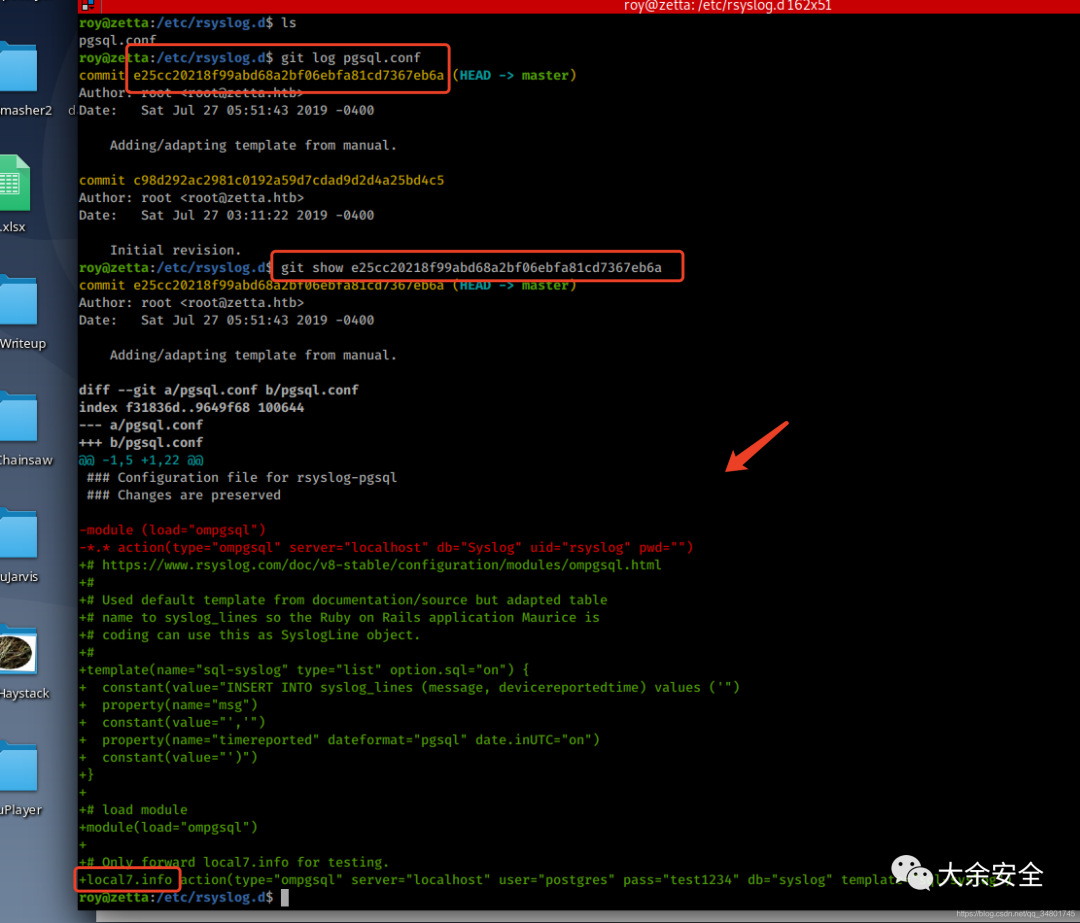 roy@zetta: /etc/rsyslog.d 162x51
roy@zetta:/etc/rsyslog.d$ ls
pgsql.conf
roy@zetta:/etc/rsyslog.d$ git log pgsql.conf
commit e25cc20218f99abd68a2bf06ebfa81cd7367eb6a (HEAD -> master)
Author: root <root@zetta.htb>
Date:   Sat Jul 27 05:51:43 2019 -0400
    Adding/adapting template from manual.
commit c98d292ac2981c0192a59d7cdad9d2d4a25bd4c5
Author: root <root@zetta.htb>
Date:   Sat Jul 27 03:11:22 2019 -0400
    Initial revision.
roy@zetta:/etc/rsyslog.d$ git show e25cc20218f99abd68a2bf06ebfa81cd7367eb6a
commit e25cc20218f99abd68a2bf06ebfa81cd7367eb6a (HEAD -> master)
Author: root <root@zetta.htb>
Date:   Sat Jul 27 05:51:43 2019 -0400
    Adding/adapting template from manual.
diff --git a/pgsql.conf b/pgsql.conf
index f31836d..9649f68 100644
--- a/pgsql.conf
+++ b/pgsql.conf
@@ -1,5 +1,22 @@
 ### Configuration file for rsyslog-pgsql
 ### Changes are preserved
-module (load="ompgsql")
-*.* action(type="ompgsql" server="localhost" db="Syslog" uid="rsyslog" pwd="")
+# https://www.rsyslog.com/doc/v8-stable/configuration/modules/ompgsql.html
+#
+# Used default template from documentation/source but adapted table
+# name to syslog_lines so the Ruby on Rails application Maurice is
+# coding can use this as SyslogLine object.
+#
+template(name="sql-syslog" type="list" option.sql="on") {
+  constant(value="INSERT INTO syslog_lines (message, devicereportedtime) values ('")
+  property(name="msg")
+  constant(value="','")
+  property(name="timereported" dateformat="pgsql" date.inUTC="on")
+  constant(value="')")
+}
+
+# load module
+module(load="ompgsql")
+
+# Only forward local7.info for testing.
+local7.info action(type="ompgsql" server="localhost" user="postgres" pass="test1234" db="syslog" template
roy@zetta:/etc/rsyslog.d$
masher2
d
.xlsx
Writeup
Chainsaw
uJarvis
Haystack
uPlayer
大余安全
https://blog.csdn.net/qq_34801745